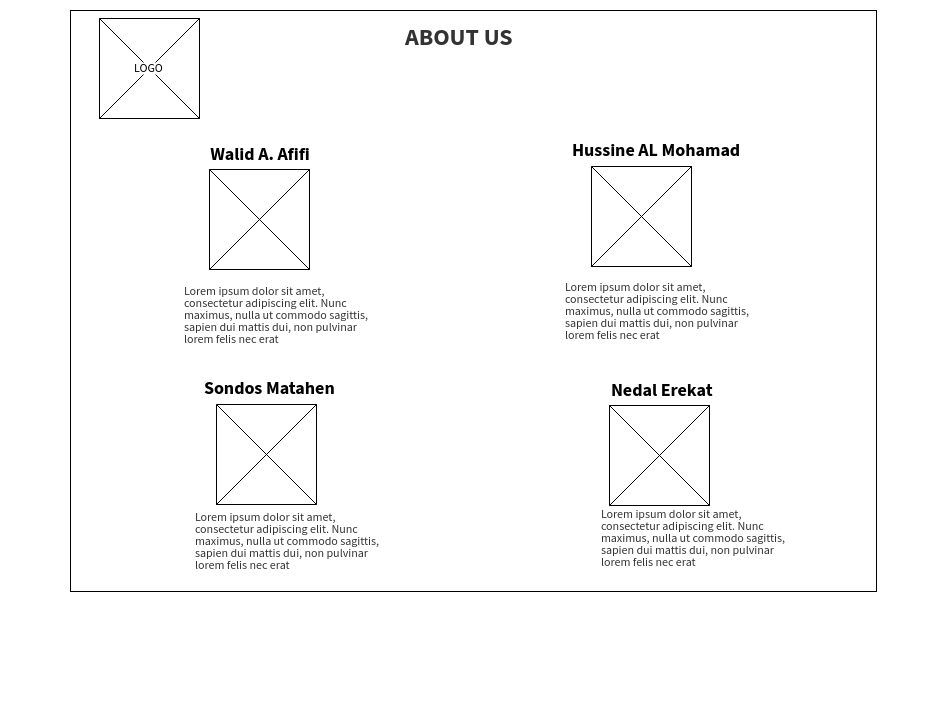 LOGO
ABOUT US
Walid A. Afifi
Lorem ipsum dolor sit amet,
consectetur adipiscing elit. Nunc
maximus, nulla ut commodo sagittis,
sapien dui mattis dui, non pulvinar
lorem felis nec erat
Hussine AL Mohamad
Lorem ipsum dolor sit amet,
consectetur adipiscing elit. Nunc
maximus, nulla ut commodo sagittis,
sapien dui mattis dui, non pulvinar
lorem felis nec erat
Sondos Matahen
Lorem ipsum dolor sit amet,
consectetur adipiscing elit. Nunc
maximus, nulla ut commodo sagittis,
sapien dui mattis dui, non pulvinar
lorem felis nec erat
Nedal Erekat
Lorem ipsum dolor sit amet,
consectetur adipiscing elit. Nunc
maximus, nulla ut commodo sagittis,
sapien dui mattis dui, non pulvinar
lorem felis nec erat